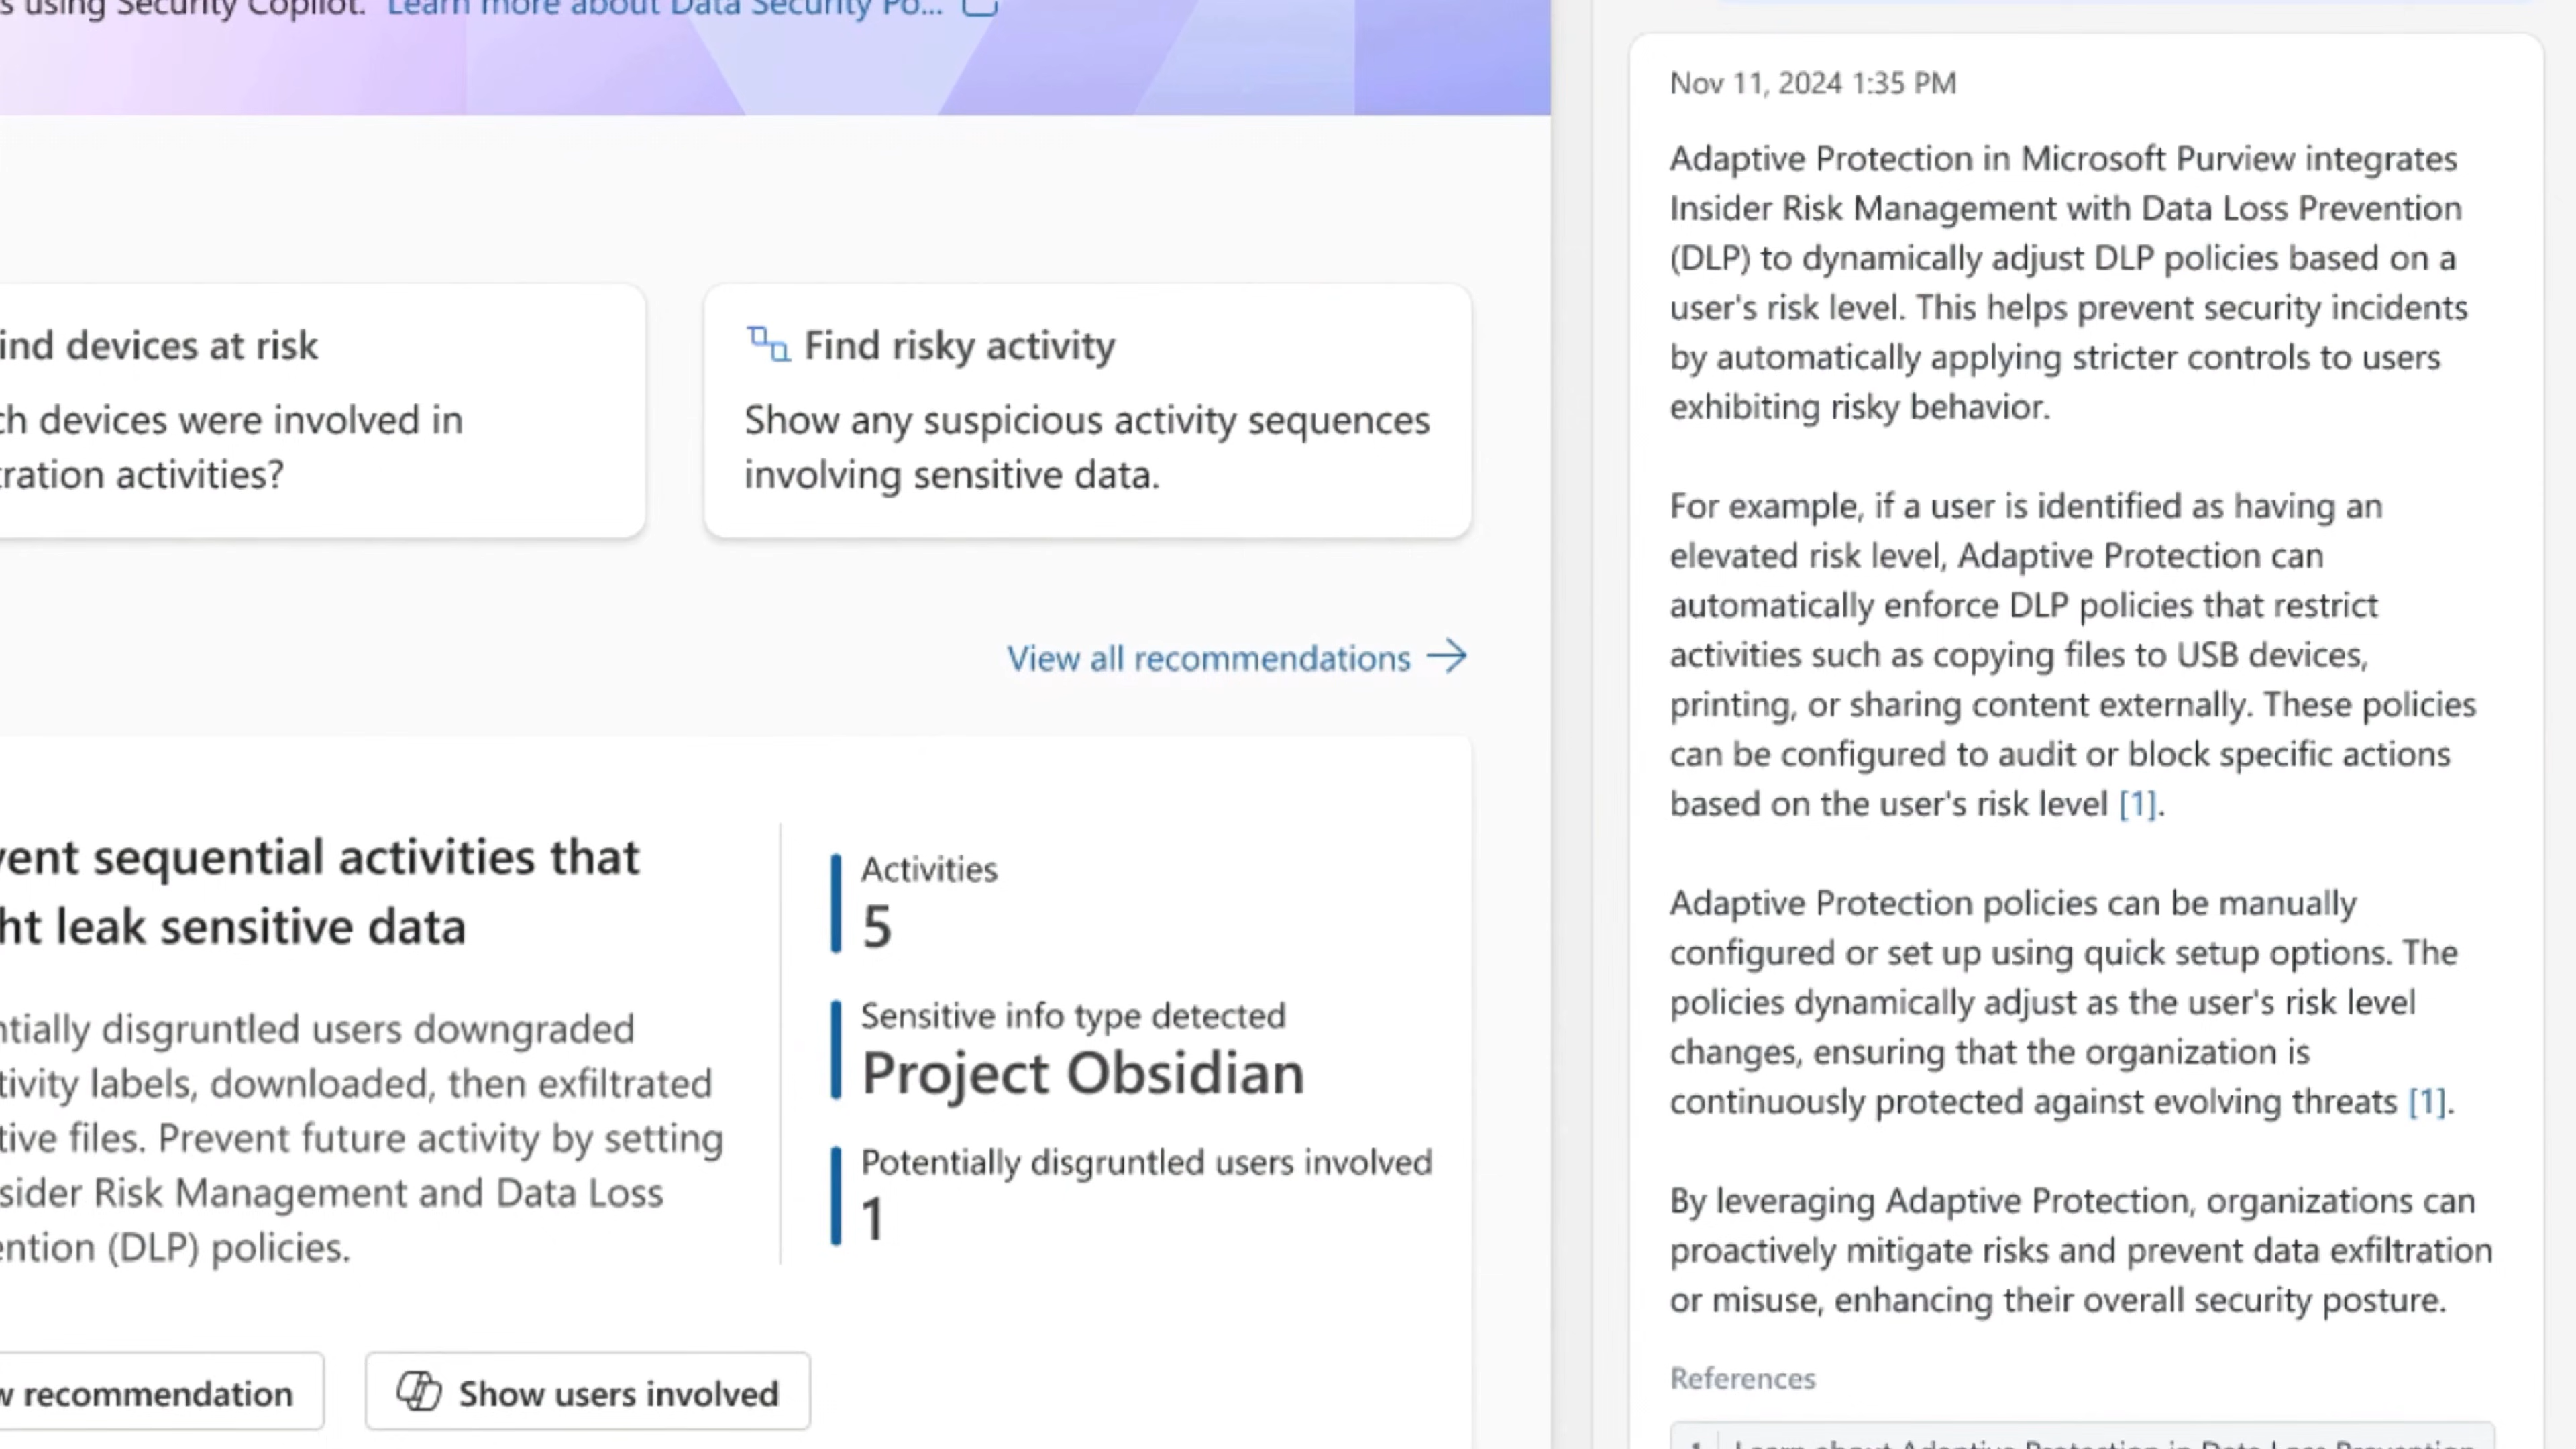 using Security Copilot. Learn more about Data Security Po...
ind devices at risk
ch devices were involved in
tration activities?
Find risky activity
Show any suspicious activity sequences
involving sensitive data.
View all recommendations
vent sequential activities that
ht leak sensitive data
ntially disgruntled users downgraded
tivity labels, downloaded, then exfiltrated
tive files. Prevent future activity by setting
sider Risk Management and Data Loss
ention (DLP) policies.
Activities
5
Sensitive info type detected
Project Obsidian
Potentially disgruntled users involved
1
w recommendation
Show users involved
Nov 11, 2024 1:35 PM
Adaptive Protection in Microsoft Purview integrates
Insider Risk Management with Data Loss Prevention
(DLP) to dynamically adjust DLP policies based on a
user's risk level. This helps prevent security incidents
by automatically applying stricter controls to users
exhibiting risky behavior.
For example, if a user is identified as having an
elevated risk level, Adaptive Protection can
automatically enforce DLP policies that restrict
activities such as copying files to USB devices,
printing, or sharing content externally. These policies
can be configured to audit or block specific actions
based on the user's risk level [1].
Adaptive Protection policies can be manually
configured or set up using quick setup options. The
policies dynamically adjust as the user's risk level
changes, ensuring that the organization is
continuously protected against evolving threats [1].
By leveraging Adaptive Protection, organizations can
proactively mitigate risks and prevent data exfiltration
or misuse, enhancing their overall security posture.
References
1 Learn about Adaptive Protection in Data Loss Prevention